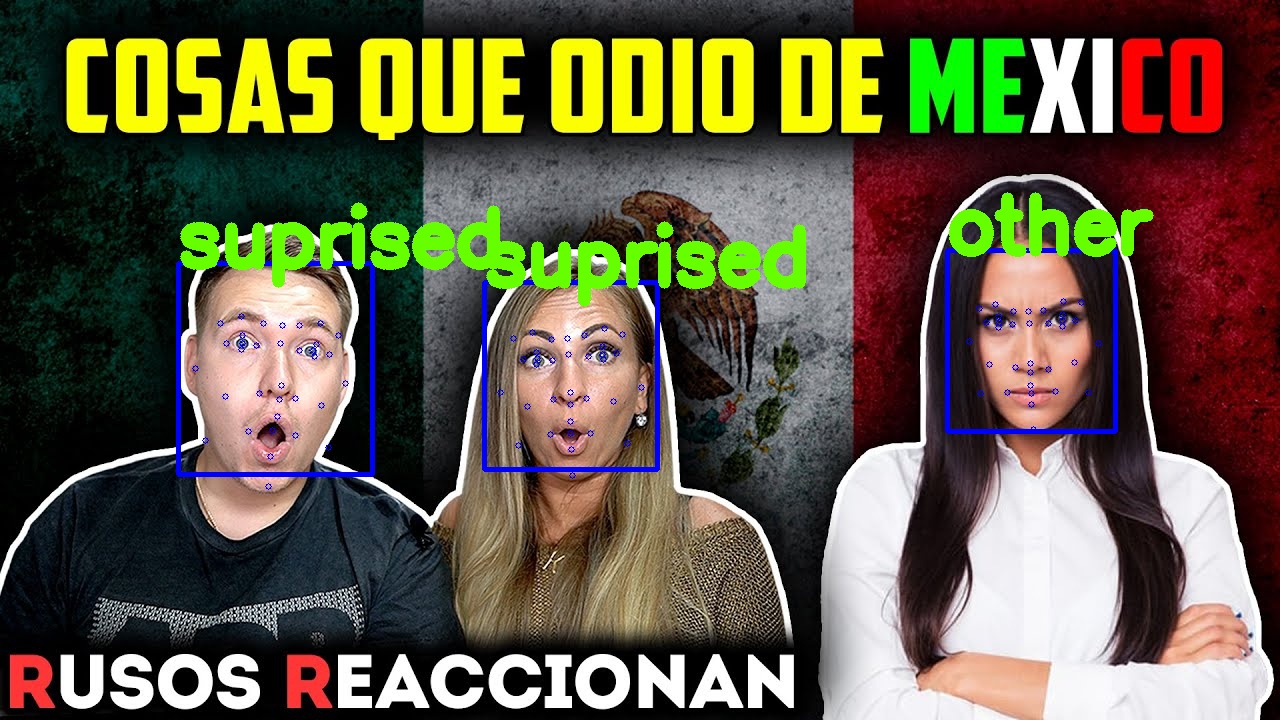 COSAS QUE ODIO DE MEXICO
suprised
suprised
other
RUSOS REACCIONAN